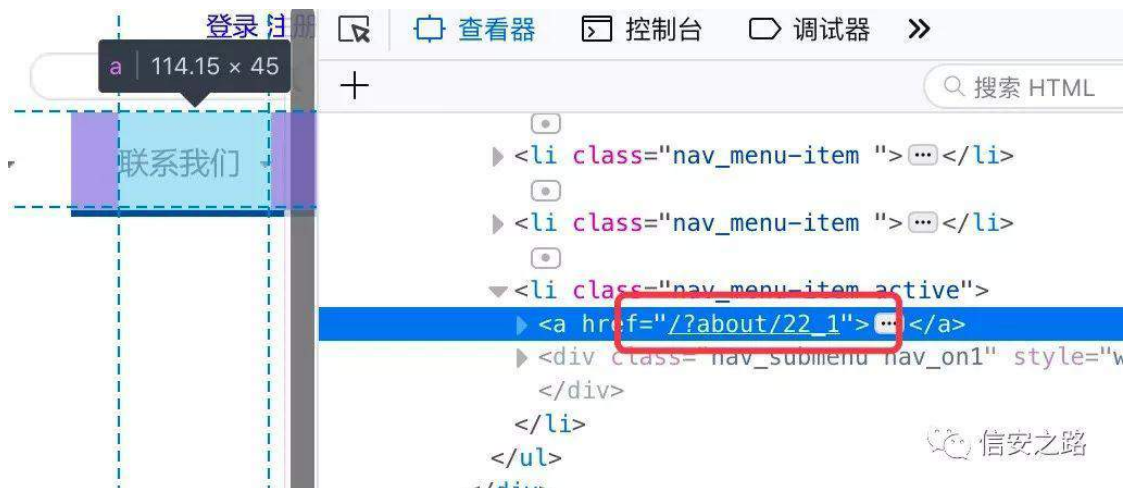 登录 注册
查看器 控制台 调试器
a 114.15 × 45
搜索 HTML
联系我们
<li class="nav_menu-item ">…</li>
<li class="nav_menu-item ">…</li>
<li class="nav_menu-item active">
<a href="/?about/22_1">…</a>
<div class="nav_submenu nav_on1" style="w
</div>
</li>
</ul>
信安之路